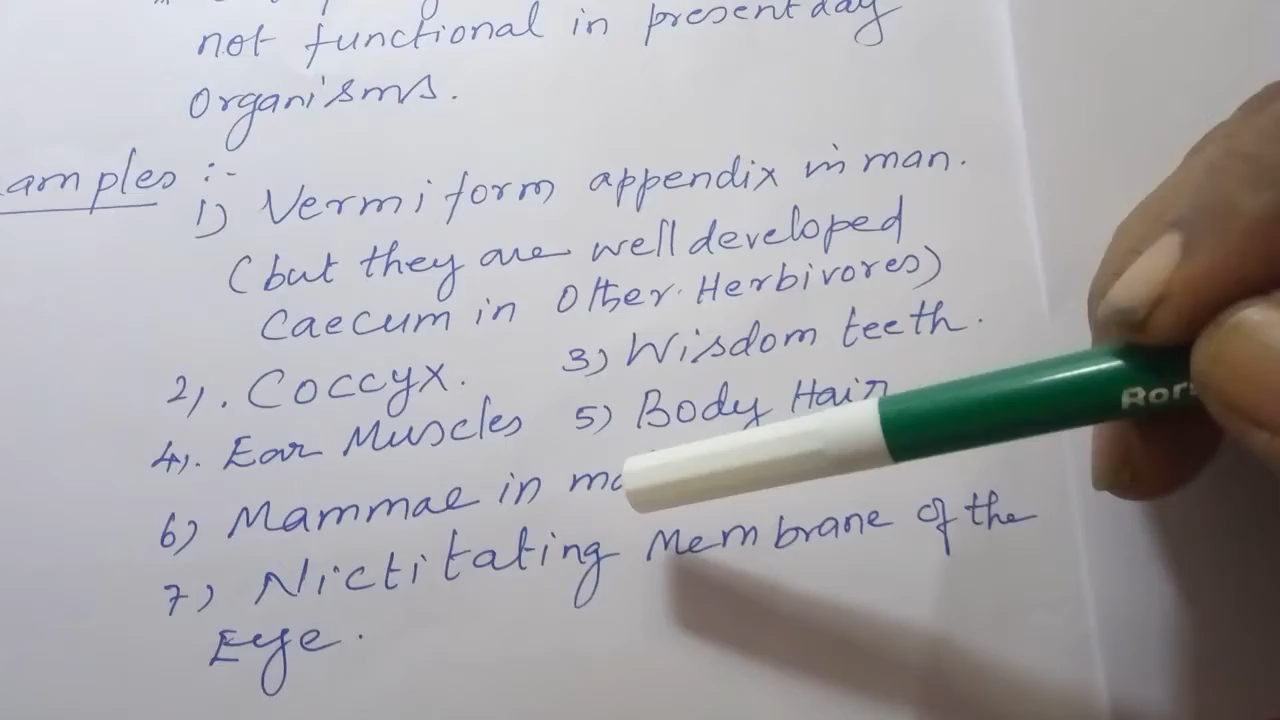 not functional in present day
Organisms.
amples :-
1) Vermiform appendix in man.
(but they are well developed
Caecum in Other Herbivores)
2). Coccyx. 3) Wisdom teeth.
4). Ear Muscles 5) Body Hair
6) Mammae in
7) Nictitating Membrane of the
Eye.